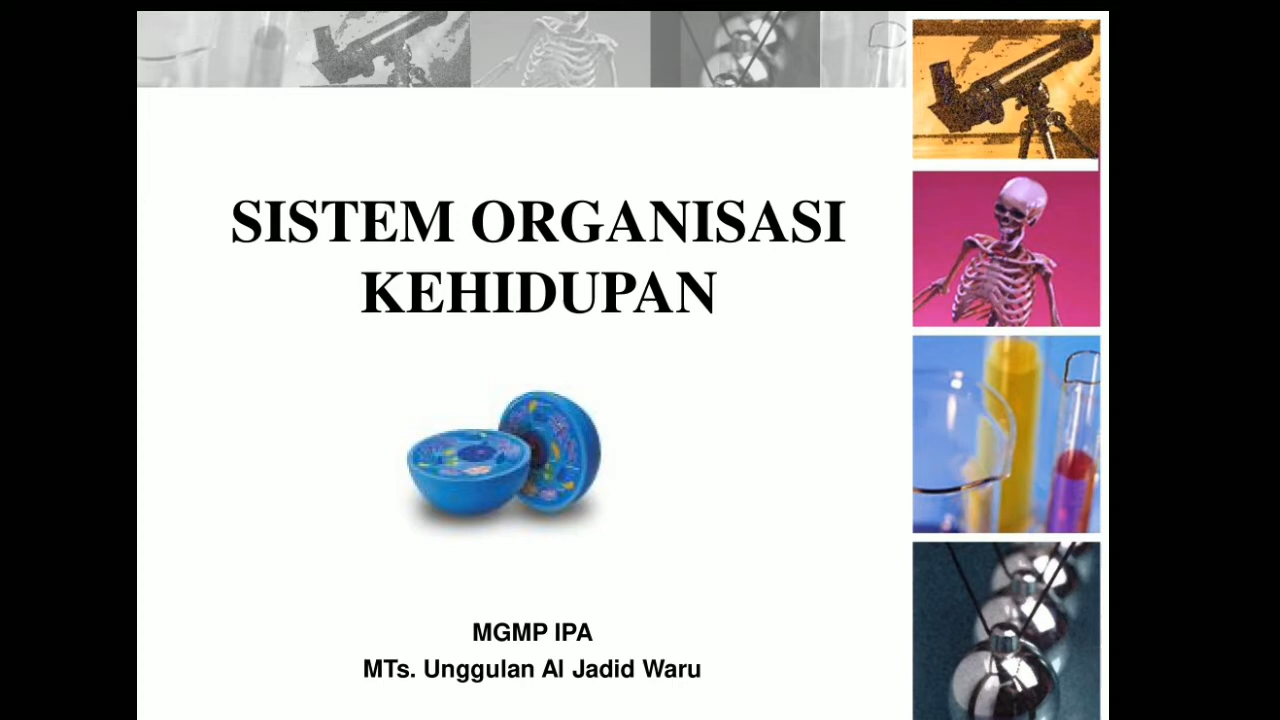 SISTEM ORGANISASI
KEHIDUPAN
MGMP IPA
MTs. Unggulan Al Jadid Waru